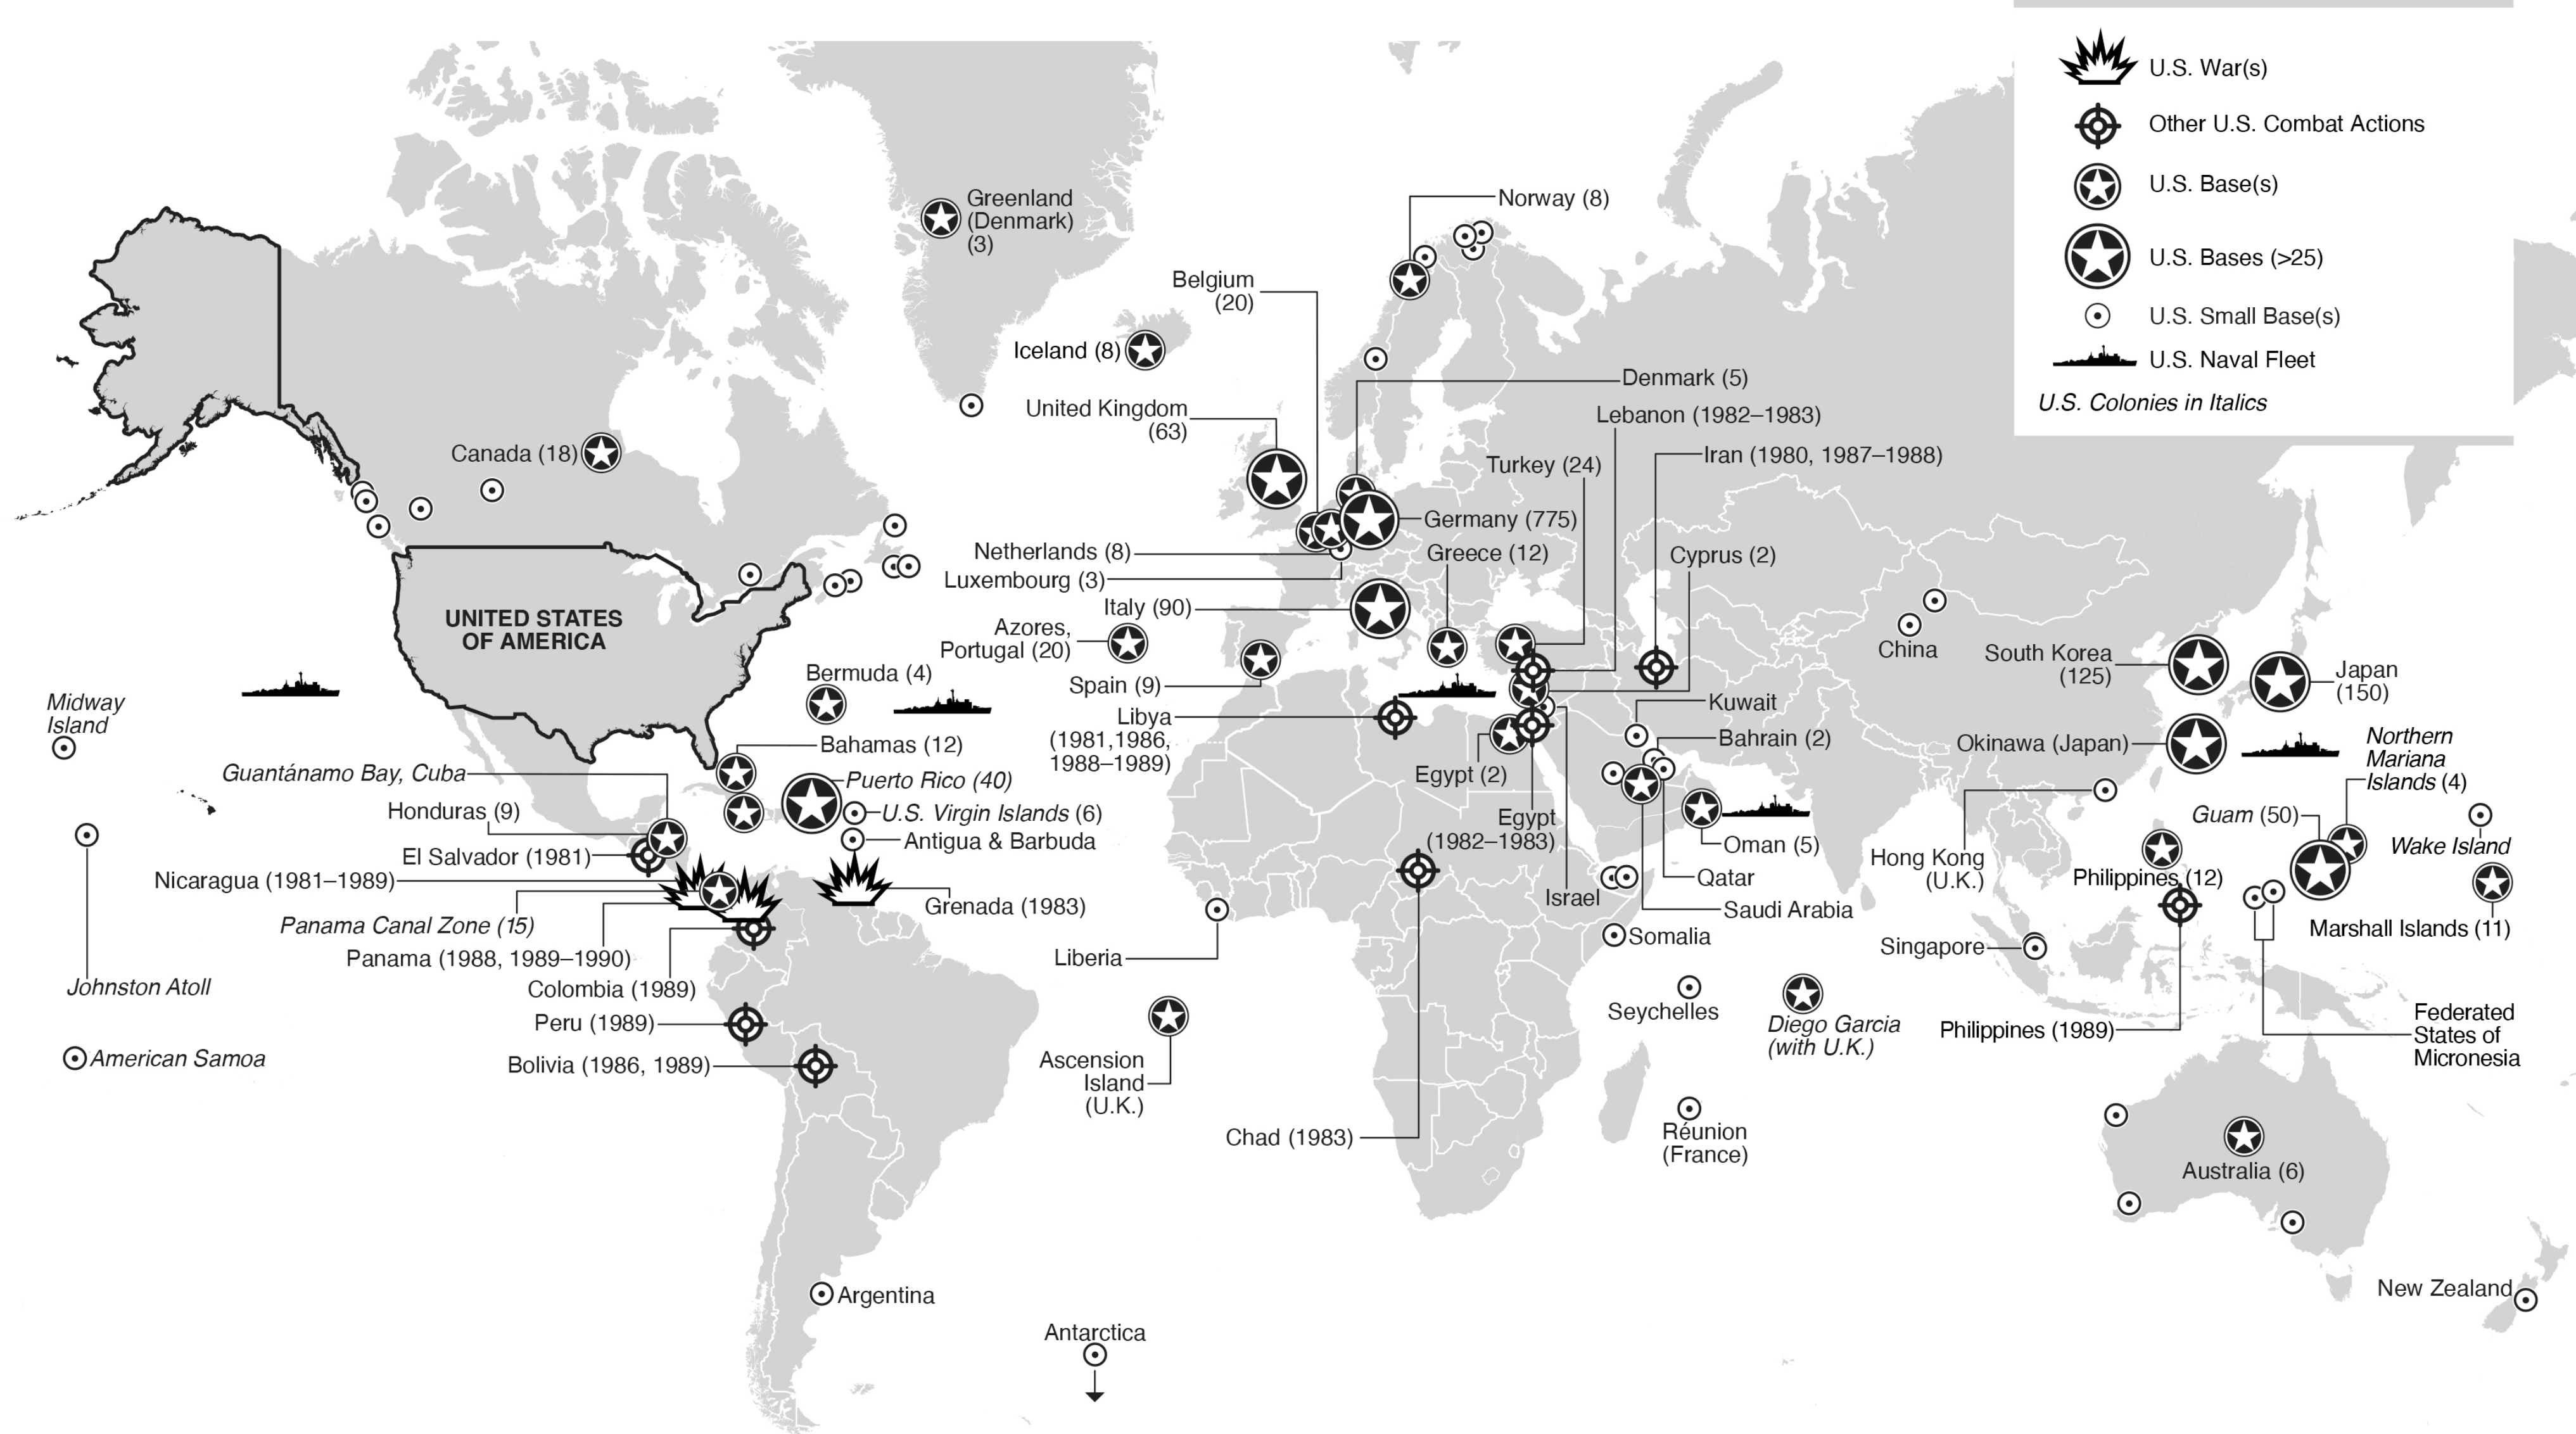 U.S. War(s)
Other U.S. Combat Actions
U.S. Base(s)
U.S. Bases (>25)
U.S. Small Base(s)
U.S. Naval Fleet
U.S. Colonies in Italics
Greenland
(Denmark)
(3)
Norway (8)
Belgium
(20)
Iceland (8)
United Kingdom
(63)
Denmark (5)
Lebanon (1982–1983)
Turkey (24)
Iran (1980, 1987–1988)
Canada (18)
Germany (775)
Netherlands (8)
Greece (12)
Cyprus (2)
Luxembourg (3)
Italy (90)
UNITED STATES
OF AMERICA
Azores,
Portugal (20)
China
South Korea
(125)
Japan
(150)
Bermuda (4)
Spain (9)
Midway
Island
Libya
(1981,1986,
1988–1989)
Kuwait
Bahrain (2)
Okinawa (Japan)
Northern
Mariana
Islands (4)
Bahamas (12)
Guantánamo Bay, Cuba
Puerto Rico (40)
Egypt (2)
Honduras (9)
U.S. Virgin Islands (6)
Egypt
(1982–1983)
Guam (50)
Antigua & Barbuda
Oman (5)
Wake Island
El Salvador (1981)
Hong Kong
(U.K.)
Nicaragua (1981–1989)
Qatar
Philippines (12)
Israel
Grenada (1983)
Saudi Arabia
Panama Canal Zone (15)
Marshall Islands (11)
Somalia
Singapore
Panama (1988, 1989–1990)
Liberia
Johnston Atoll
Colombia (1989)
Seychelles
Diego Garcia
(with U.K.)
Peru (1989)
Philippines (1989)
Federated
States of
Micronesia
American Samoa
Bolivia (1986, 1989)
Ascension
Island
(U.K.)
Chad (1983)
Réunion
(France)
Australia (6)
Argentina
New Zealand
Antarctica